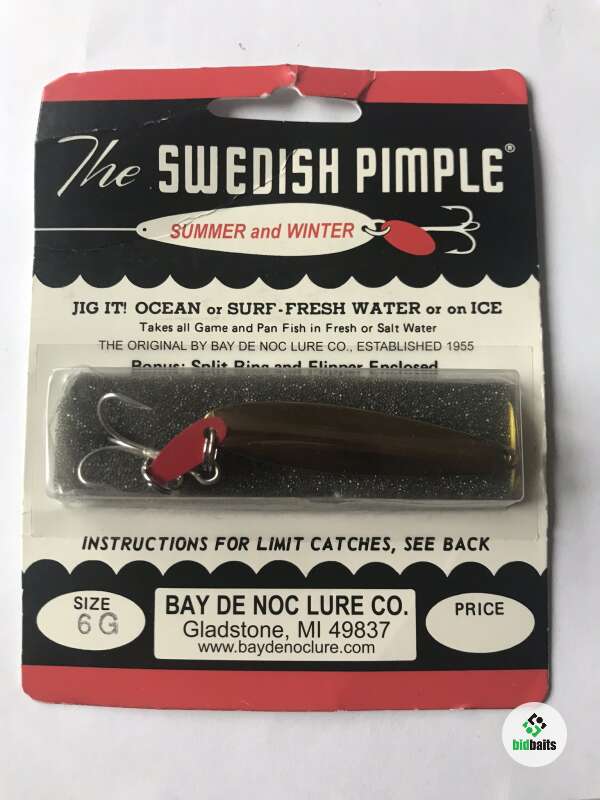 The SWEDISH PIMPLE®
SUMMER and WINTER
JIG IT! OCEAN or SURF-FRESH WATER or on ICE
Takes all Game and Pan Fish in Fresh or Salt Water
THE ORIGINAL BY BAY DE NOC LURE CO., ESTABLISHED 1955
Bonus: Split Ring and Flipper Enclosed
INSTRUCTIONS FOR LIMIT CATCHES, SEE BACK
SIZE
6G
BAY DE NOC LURE CO.
Gladstone, MI 49837
www.baydenoclure.com
PRICE
bidbaits